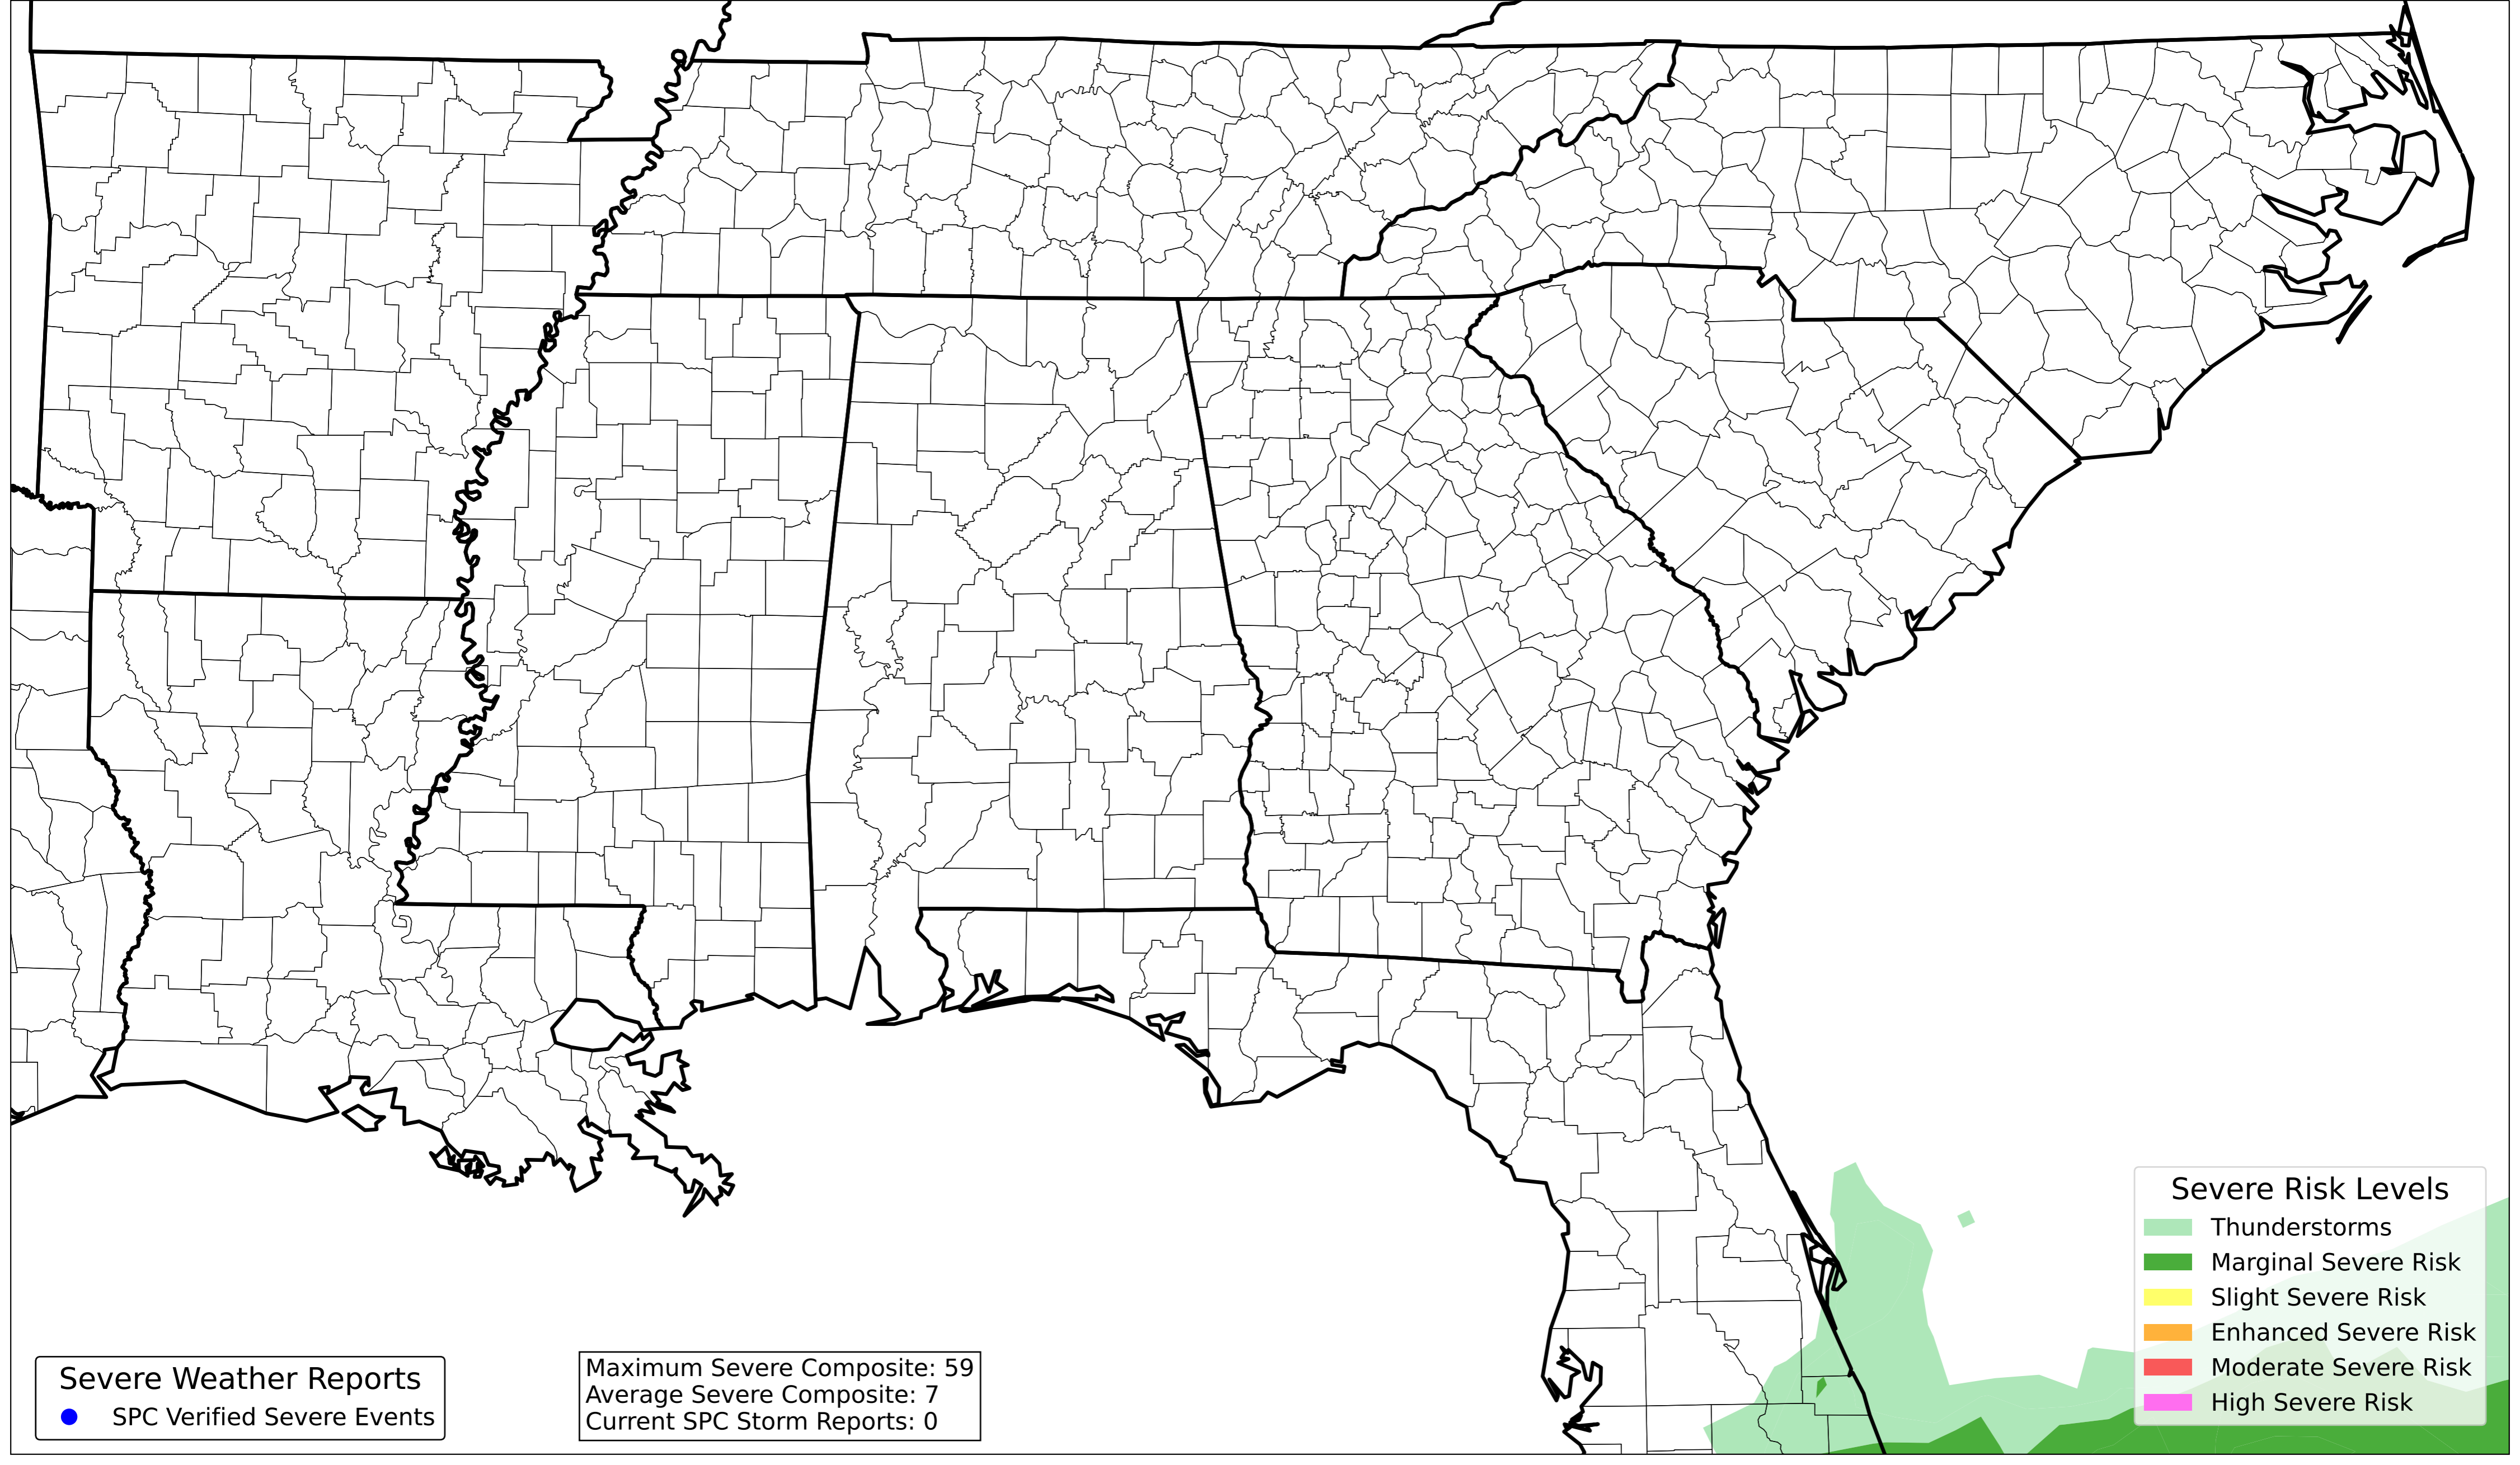 Severe Risk Levels
Thunderstorms
Marginal Severe Risk
Slight Severe Risk
Enhanced Severe Risk
Moderate Severe Risk
High Severe Risk
Severe Weather Reports
SPC Verified Severe Events
Maximum Severe Composite: 59
Average Severe Composite: 7
Current SPC Storm Reports: 0